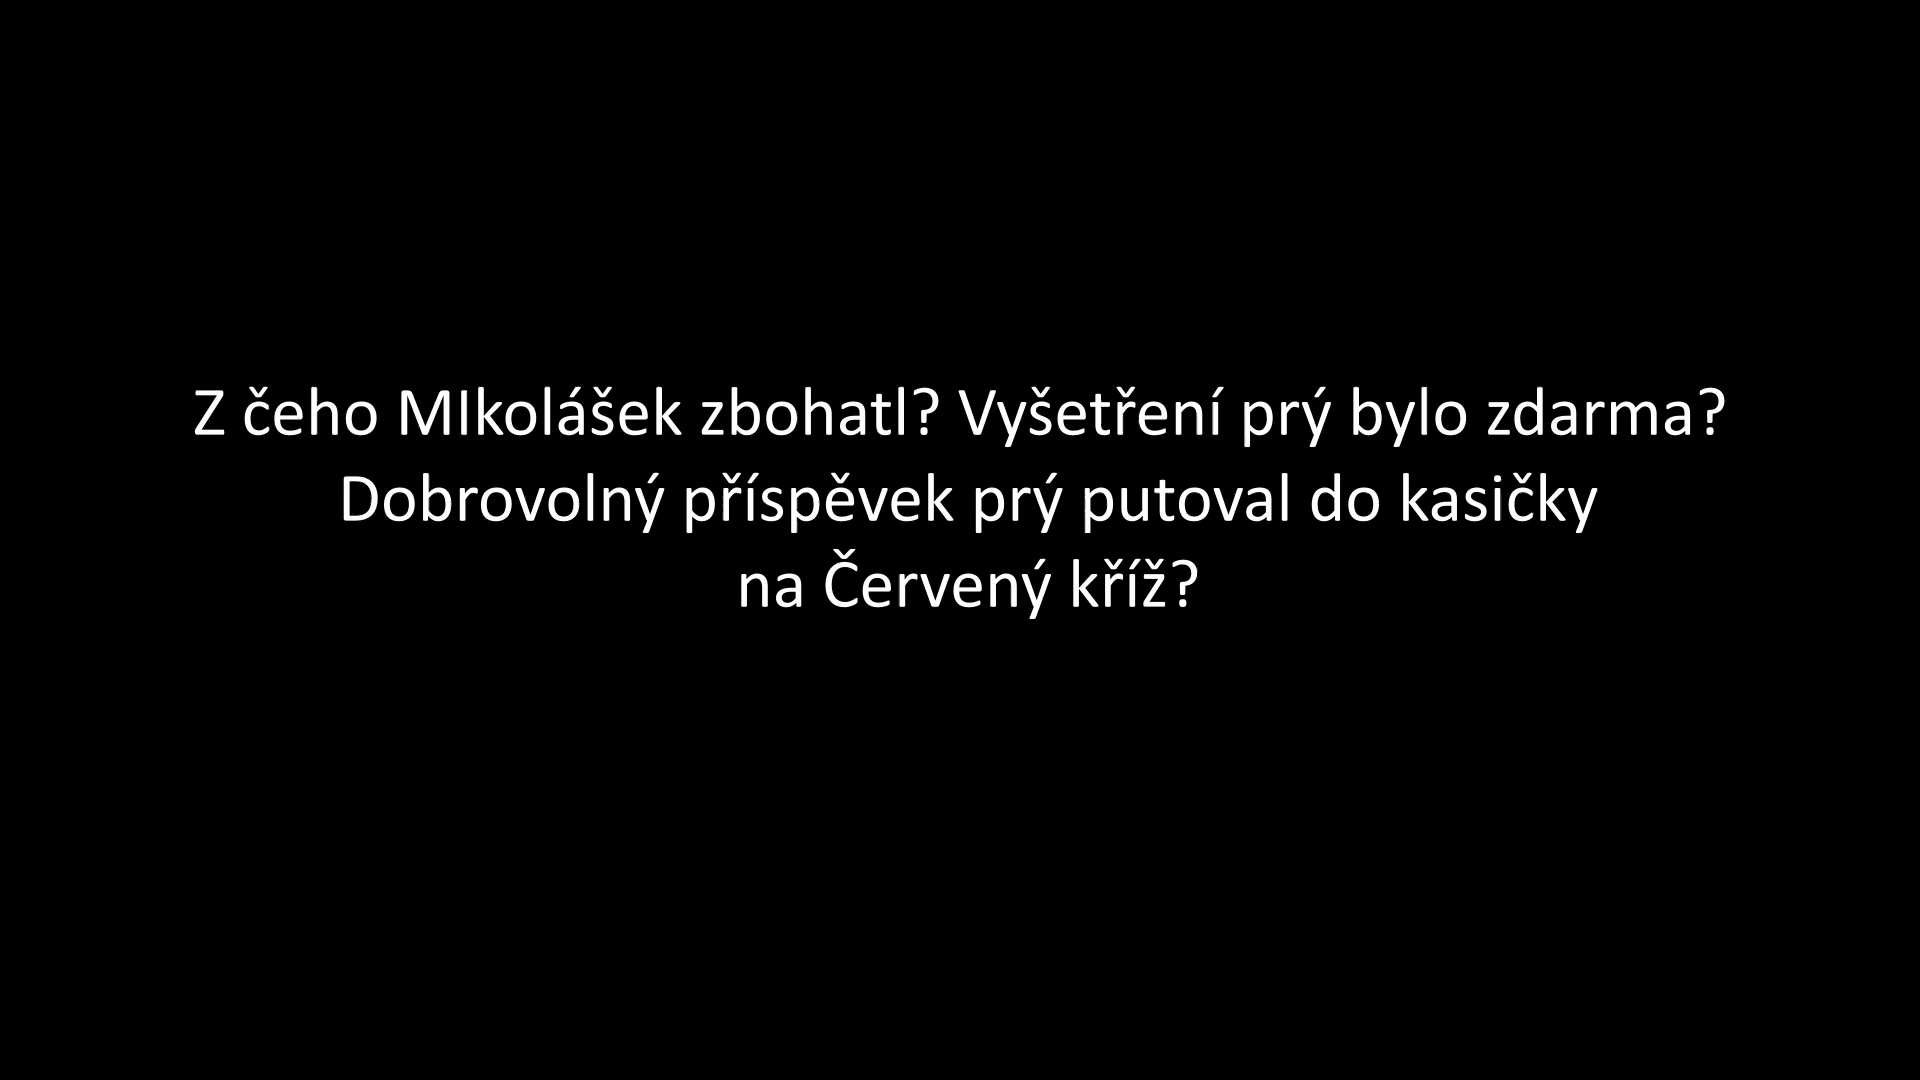 Z čeho MIkolášek zbohatl? Vyšetření prý bylo zdarma?
Dobrovolný příspěvek prý putoval do kasičky
na Červený kříž?